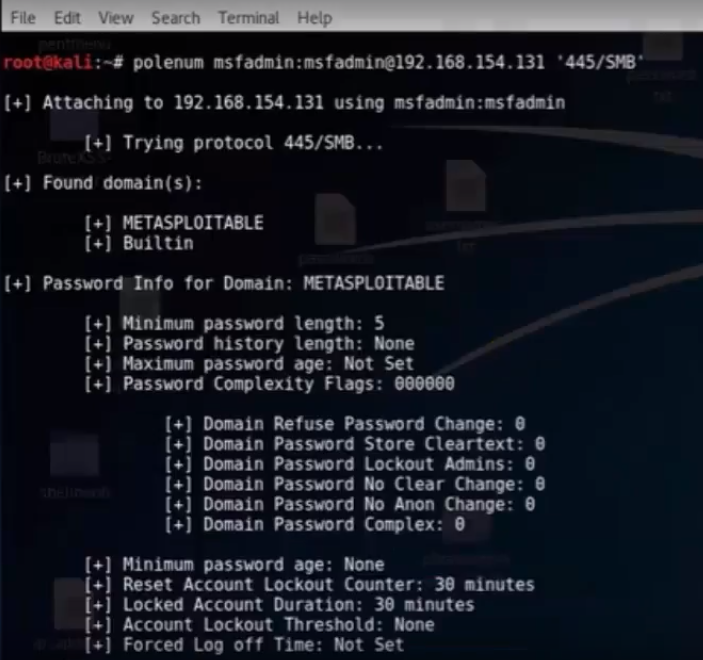 File Edit View Search Terminal Help
root@kali:~# polenum msfadmin:msfadmin@192.168.154.131 '445/SMB'
[+] Attaching to 192.168.154.131 using msfadmin:msfadmin
[+] Trying protocol 445/SMB...
[+] Found domain(s):
[+] METASPLOITABLE
[+] Builtin
[+] Password Info for Domain: METASPLOITABLE
[+] Minimum password length: 5
[+] Password history length: None
[+] Maximum password age: Not Set
[+] Password Complexity Flags: 000000
[+] Domain Refuse Password Change: 0
[+] Domain Password Store Cleartext: 0
[+] Domain Password Lockout Admins: 0
[+] Domain Password No Clear Change: 0
[+] Domain Password No Anon Change: 0
[+] Domain Password Complex: 0
[+] Minimum password age: None
[+] Reset Account Lockout Counter: 30 minutes
[+] Locked Account Duration: 30 minutes
[+] Account Lockout Threshold: None
[+] Forced Log off Time: Not Set